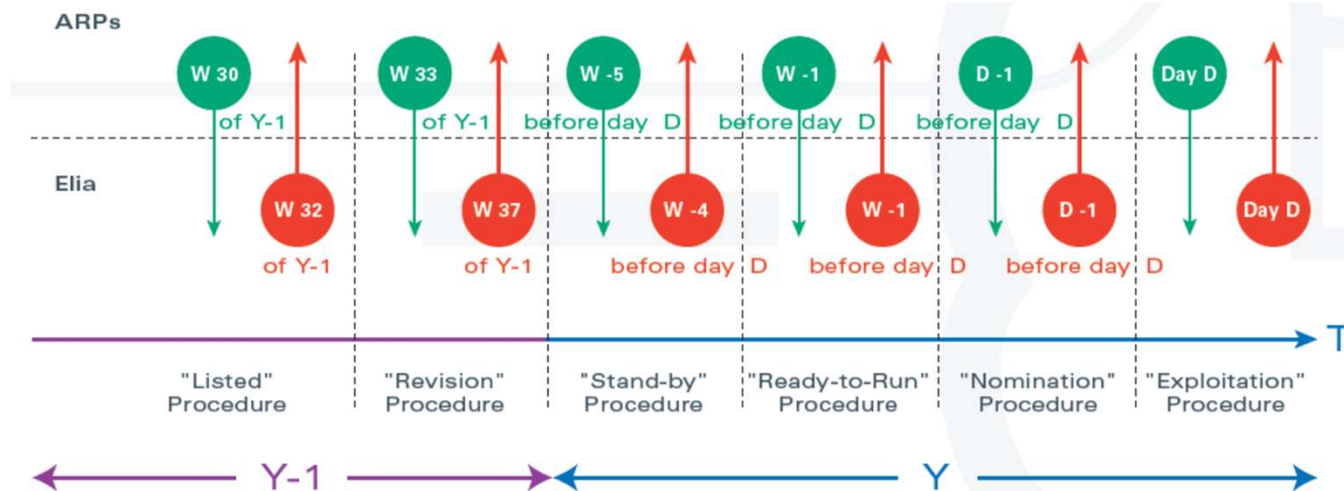 ARPs
W 30
W 33
W -5
W -1
D -1
Day D
of Y-1
of Y-1
before day D
before day D
before day D
Elia
W 32
W 37
W -4
W -1
D -1
Day D
of Y-1
of Y-1
before day D
before day D
before day D
T
"Listed"
Procedure
"Revision"
Procedure
"Stand-by"
Procedure
"Ready-to-Run"
Procedure
"Nomination"
Procedure
"Exploitation"
Procedure
Y-1
Y